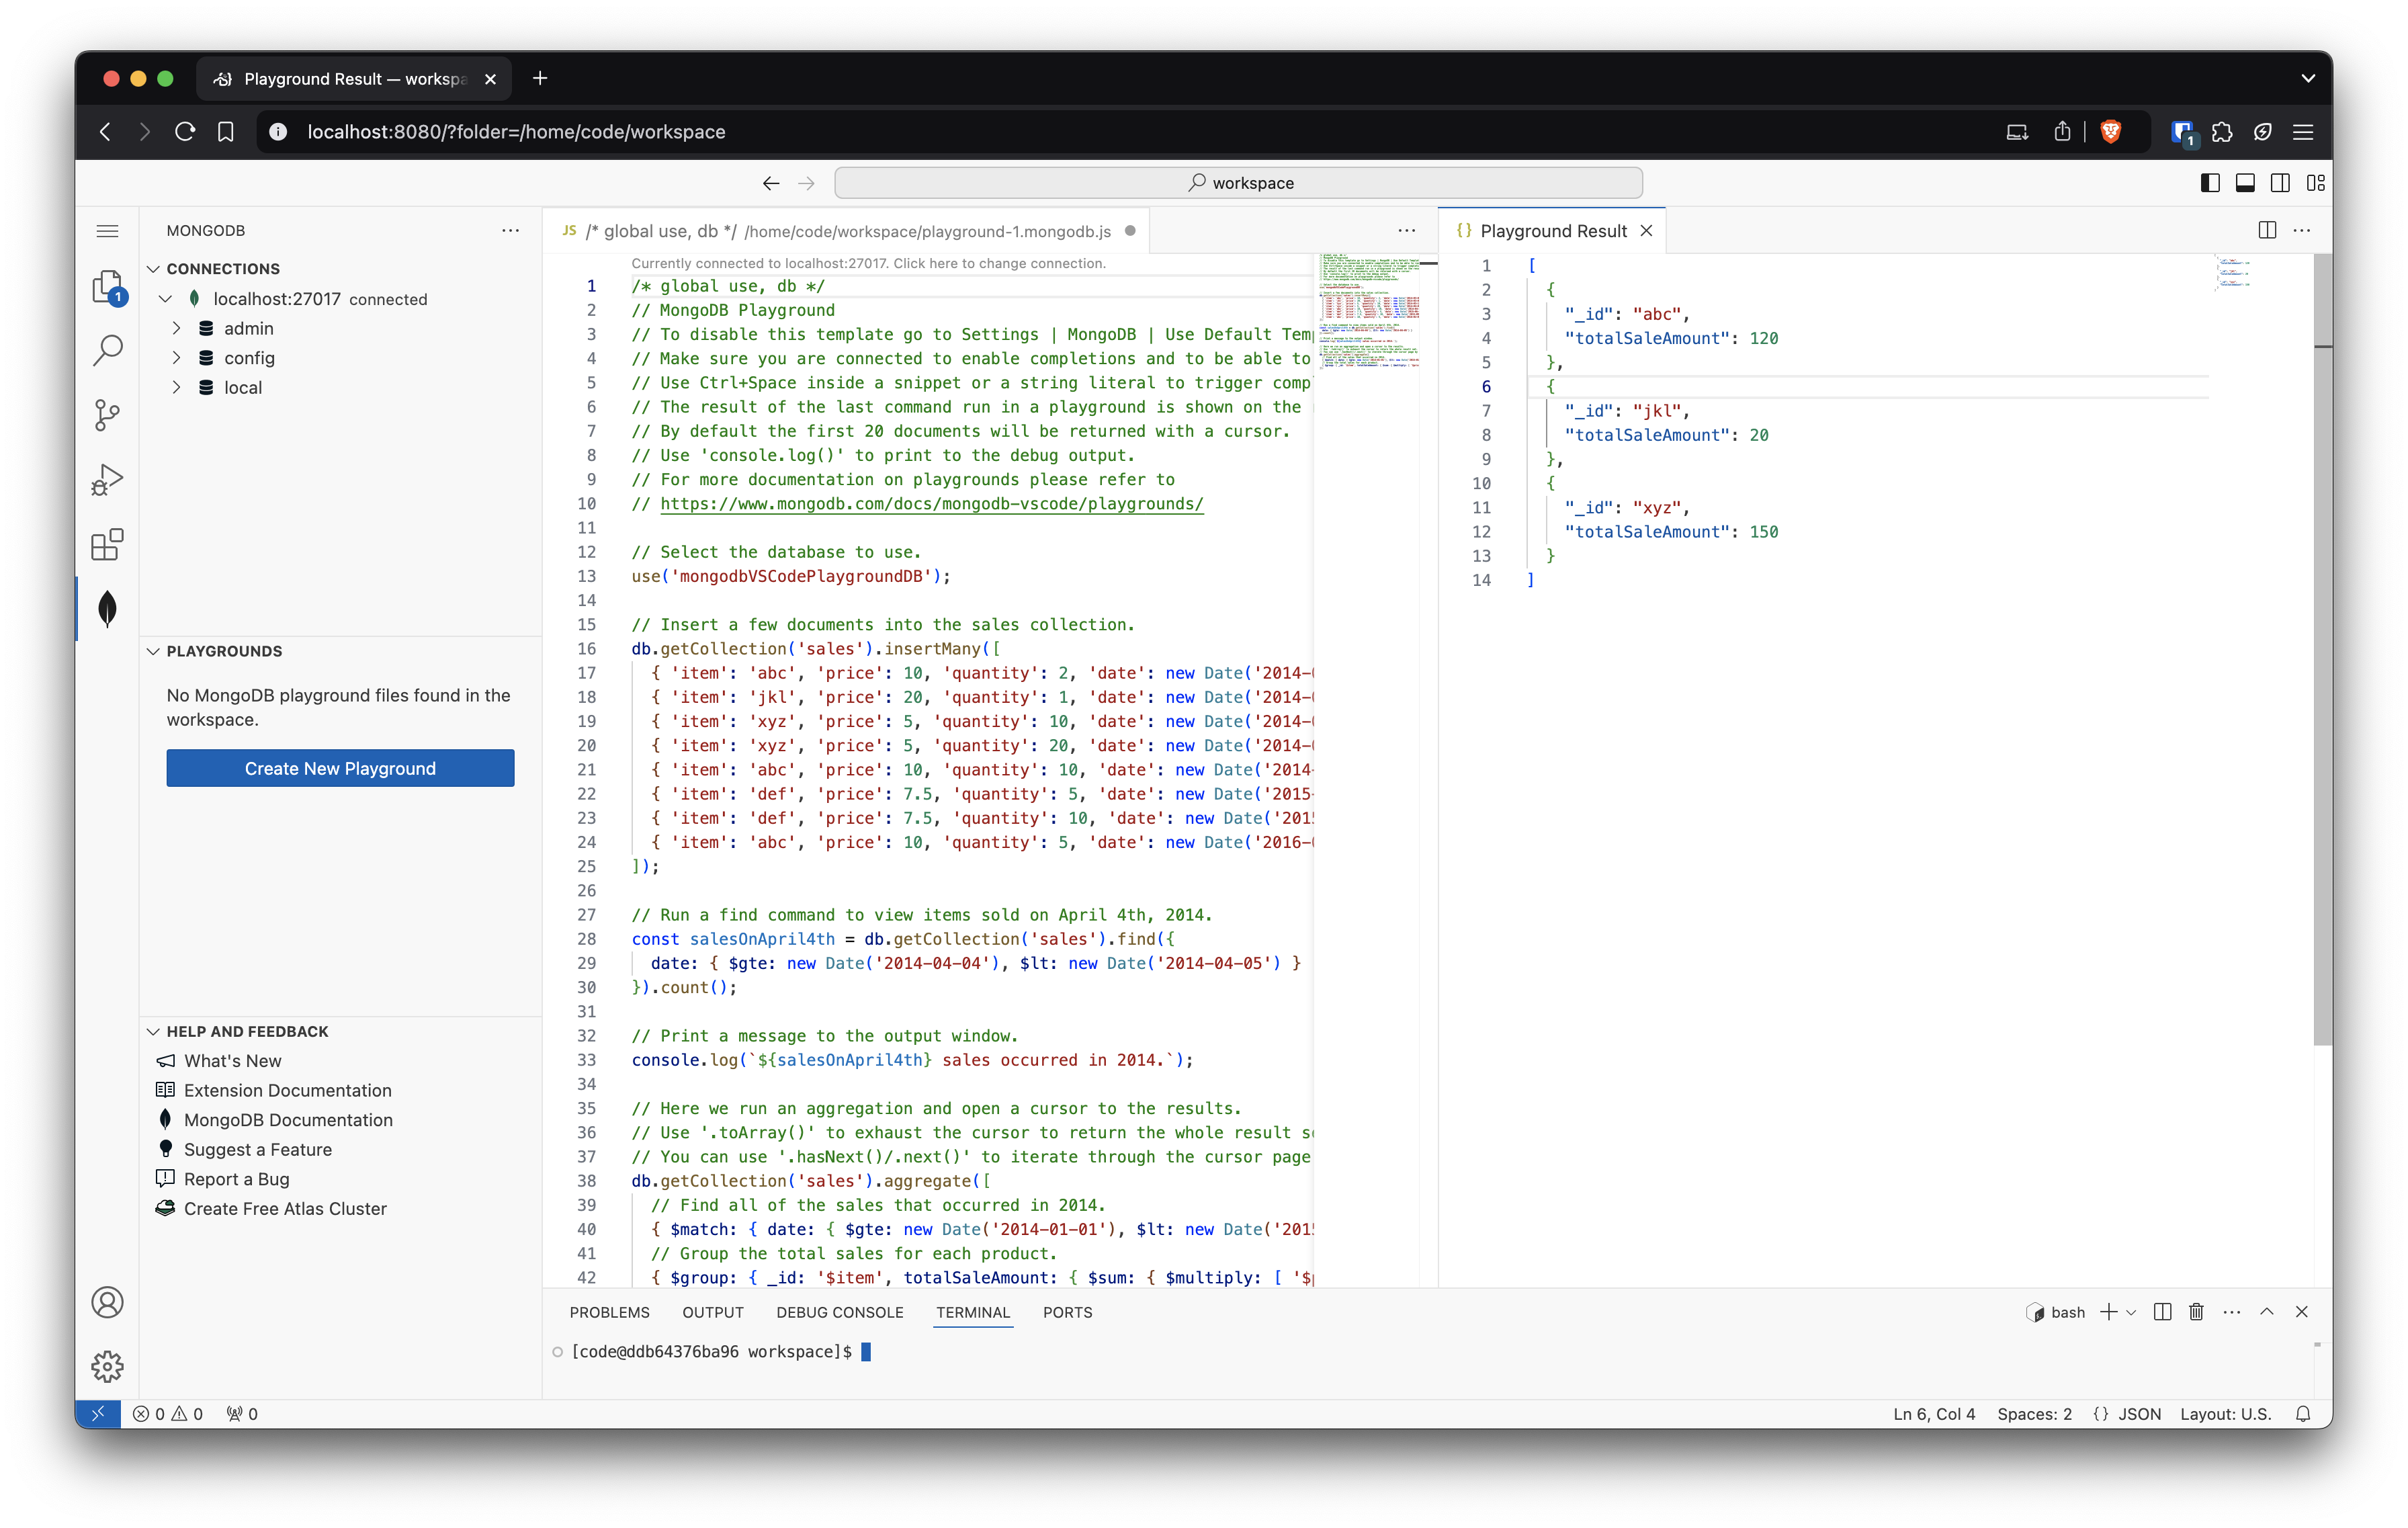 Playground Result — workspa
localhost:8080/?folder=/home/code/workspace
1
workspace
MONGODB
CONNECTIONS
localhost:27017 connected
admin
config
local
1
PLAYGROUNDS
No MongoDB playground files found in the
workspace.
Create New Playground
HELP AND FEEDBACK
What's New
Extension Documentation
MongoDB Documentation
Suggest a Feature
Report a Bug
Create Free Atlas Cluster
JS /* global use, db */ /home/code/workspace/playground-1.mongodb.js
Currently connected to localhost:27017. Click here to change connection.
1 /* global use, db */
2 // MongoDB Playground
3 // To disable this template go to Settings | MongoDB | Use Default Temp
4 // Make sure you are connected to enable completions and to be able to
5 // Use Ctrl+Space inside a snippet or a string literal to trigger comp
6 // The result of the last command run in a playground is shown on the
7 // By default the first 20 documents will be returned with a cursor.
8 // Use 'console.log()' to print to the debug output.
9 // For more documentation on playgrounds please refer to
10 // https://www.mongodb.com/docs/mongodb-vscode/playgrounds/
11
12 // Select the database to use.
13 use('mongodbVSCodePlaygroundDB');
14
15 // Insert a few documents into the sales collection.
16 db.getCollection('sales').insertMany([
17 { 'item': 'abc', 'price': 10, 'quantity': 2, 'date': new Date('2014-
18 { 'item': 'jkl', 'price': 20, 'quantity': 1, 'date': new Date('2014-
19 { 'item': 'xyz', 'price': 5, 'quantity': 10, 'date': new Date('2014-
20 { 'item': 'xyz', 'price': 5, 'quantity': 20, 'date': new Date('2014-
21 { 'item': 'abc', 'price': 10, 'quantity': 10, 'date': new Date('2014-
22 { 'item': 'def', 'price': 7.5, 'quantity': 5, 'date': new Date('2015-
23 { 'item': 'def', 'price': 7.5, 'quantity': 10, 'date': new Date('2015
24 { 'item': 'abc', 'price': 10, 'quantity': 5, 'date': new Date('2016-
25 ]);
26
27 // Run a find command to view items sold on April 4th, 2014.
28 const salesOnApril4th = db.getCollection('sales').find({
29 date: { $gte: new Date('2014-04-04'), $lt: new Date('2014-04-05') }
30 }).count();
31
32 // Print a message to the output window.
33 console.log(`${salesOnApril4th} sales occurred in 2014.`);
34
35 // Here we run an aggregation and open a cursor to the results.
36 // Use '.toArray()' to exhaust the cursor to return the whole result s
37 // You can use '.hasNext()/.next()' to iterate through the cursor page
38 db.getCollection('sales').aggregate([
39 // Find all of the sales that occurred in 2014.
40 { $match: { date: { $gte: new Date('2014-01-01'), $lt: new Date('2015
41 // Group the total sales for each product.
42 { $group: { _id: '$item', totalSaleAmount: { $sum: { $multiply: [ '$
{} Playground Result
1 [
2 {
3 "_id": "abc",
4 "totalSaleAmount": 120
5 },
6 {
7 "_id": "jkl",
8 "totalSaleAmount": 20
9 },
10 {
11 "_id": "xyz",
12 "totalSaleAmount": 150
13 }
14 ]
PROBLEMS OUTPUT DEBUG CONSOLE TERMINAL PORTS
bash
[code@ddb64376ba96 workspace]$
0 0 0
Ln 6, Col 4 Spaces: 2 {} JSON Layout: U.S.